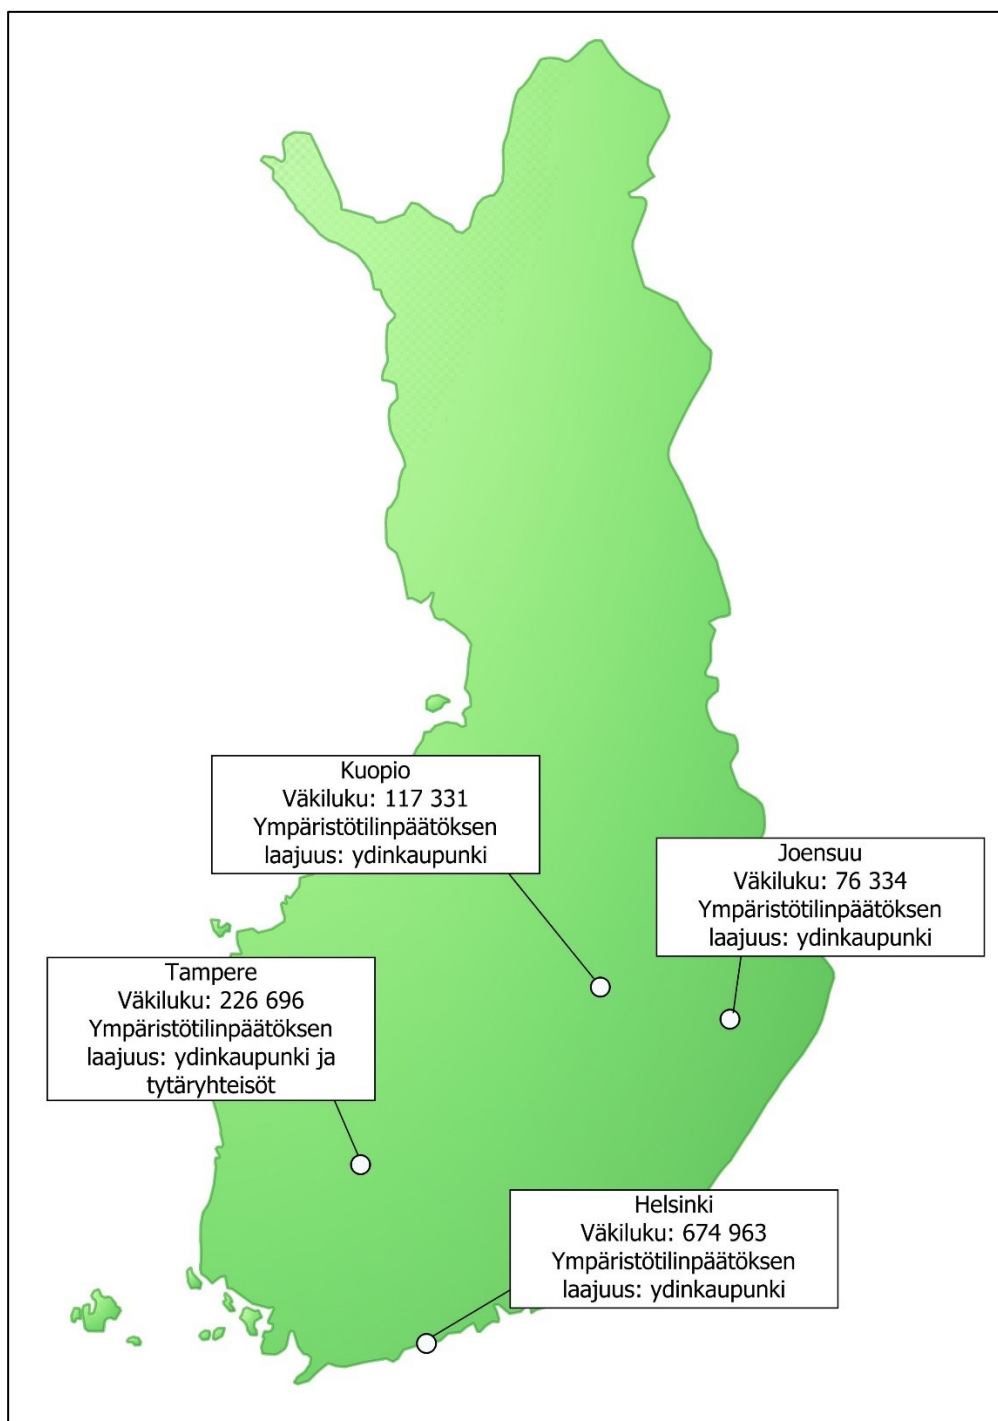 Kuopio
Väkiluku: 117 331
Ympäristötilinpäätöksen
laajuus: ydinkaupunki
Joensuu
Väkiluku: 76 334
Ympäristötilinpäätöksen
laajuus: ydinkaupunki
Tampere
Väkiluku: 226 696
Ympäristötilinpäätöksen
laajuus: ydinkaupunki ja
tytäryhteisöt
Helsinki
Väkiluku: 674 963
Ympäristötilinpäätöksen
laajuus: ydinkaupunki